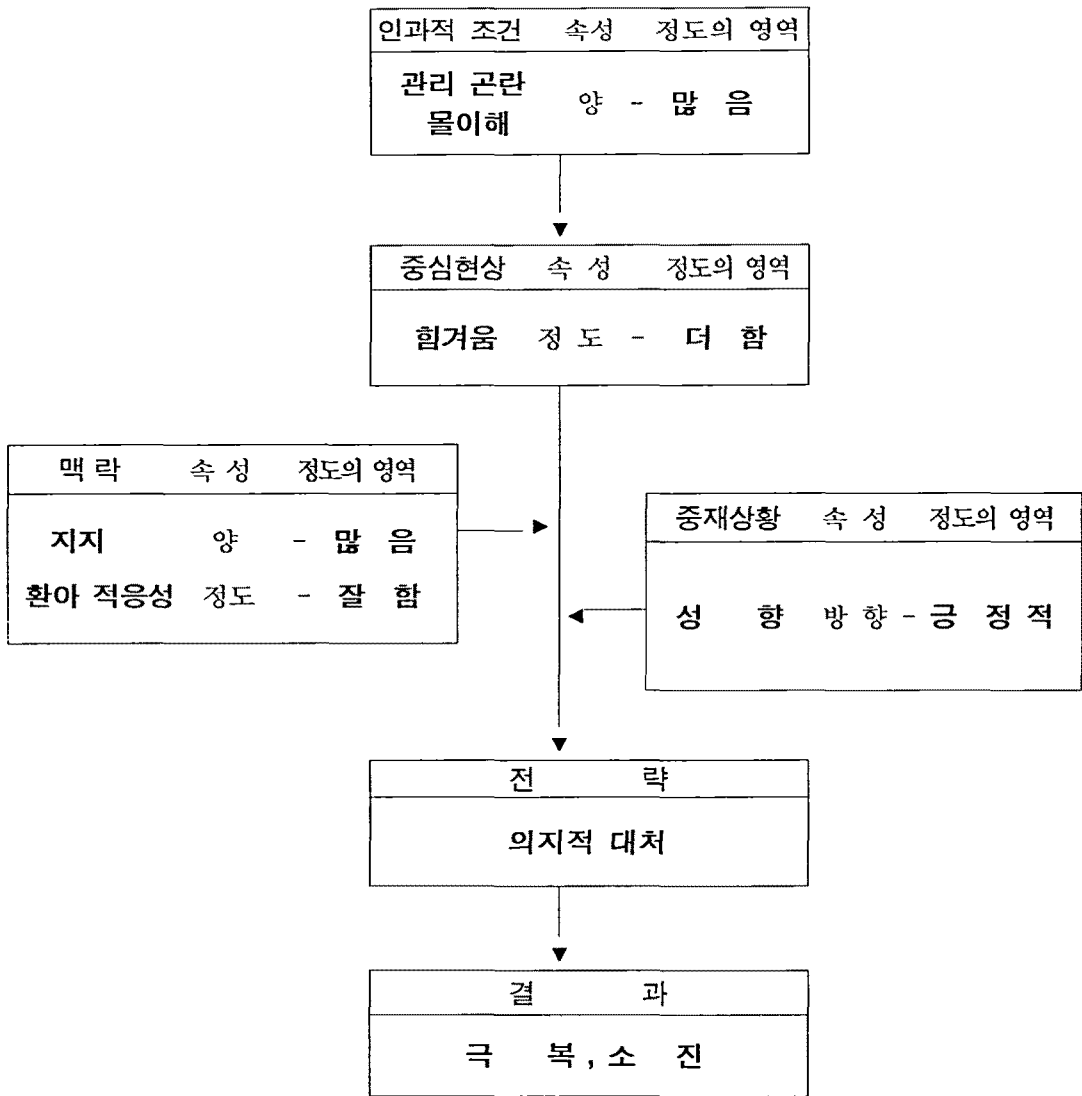 인과적 조건 속성 정도의 영역
관리 곤란
몰이해
양 - 많 음
중심현상 속 성 정도의 영역
힘겨움 정 도 - 더 함
맥 락 속 성 정도의 영역
지지 양 - 많 음
환아 적응성 정도 - 잘 함
중재상황 속 성 정도의 영역
성 향 방 향 - 긍 정 적
전 략
의지적 대처
결 과
극 복 , 소 진